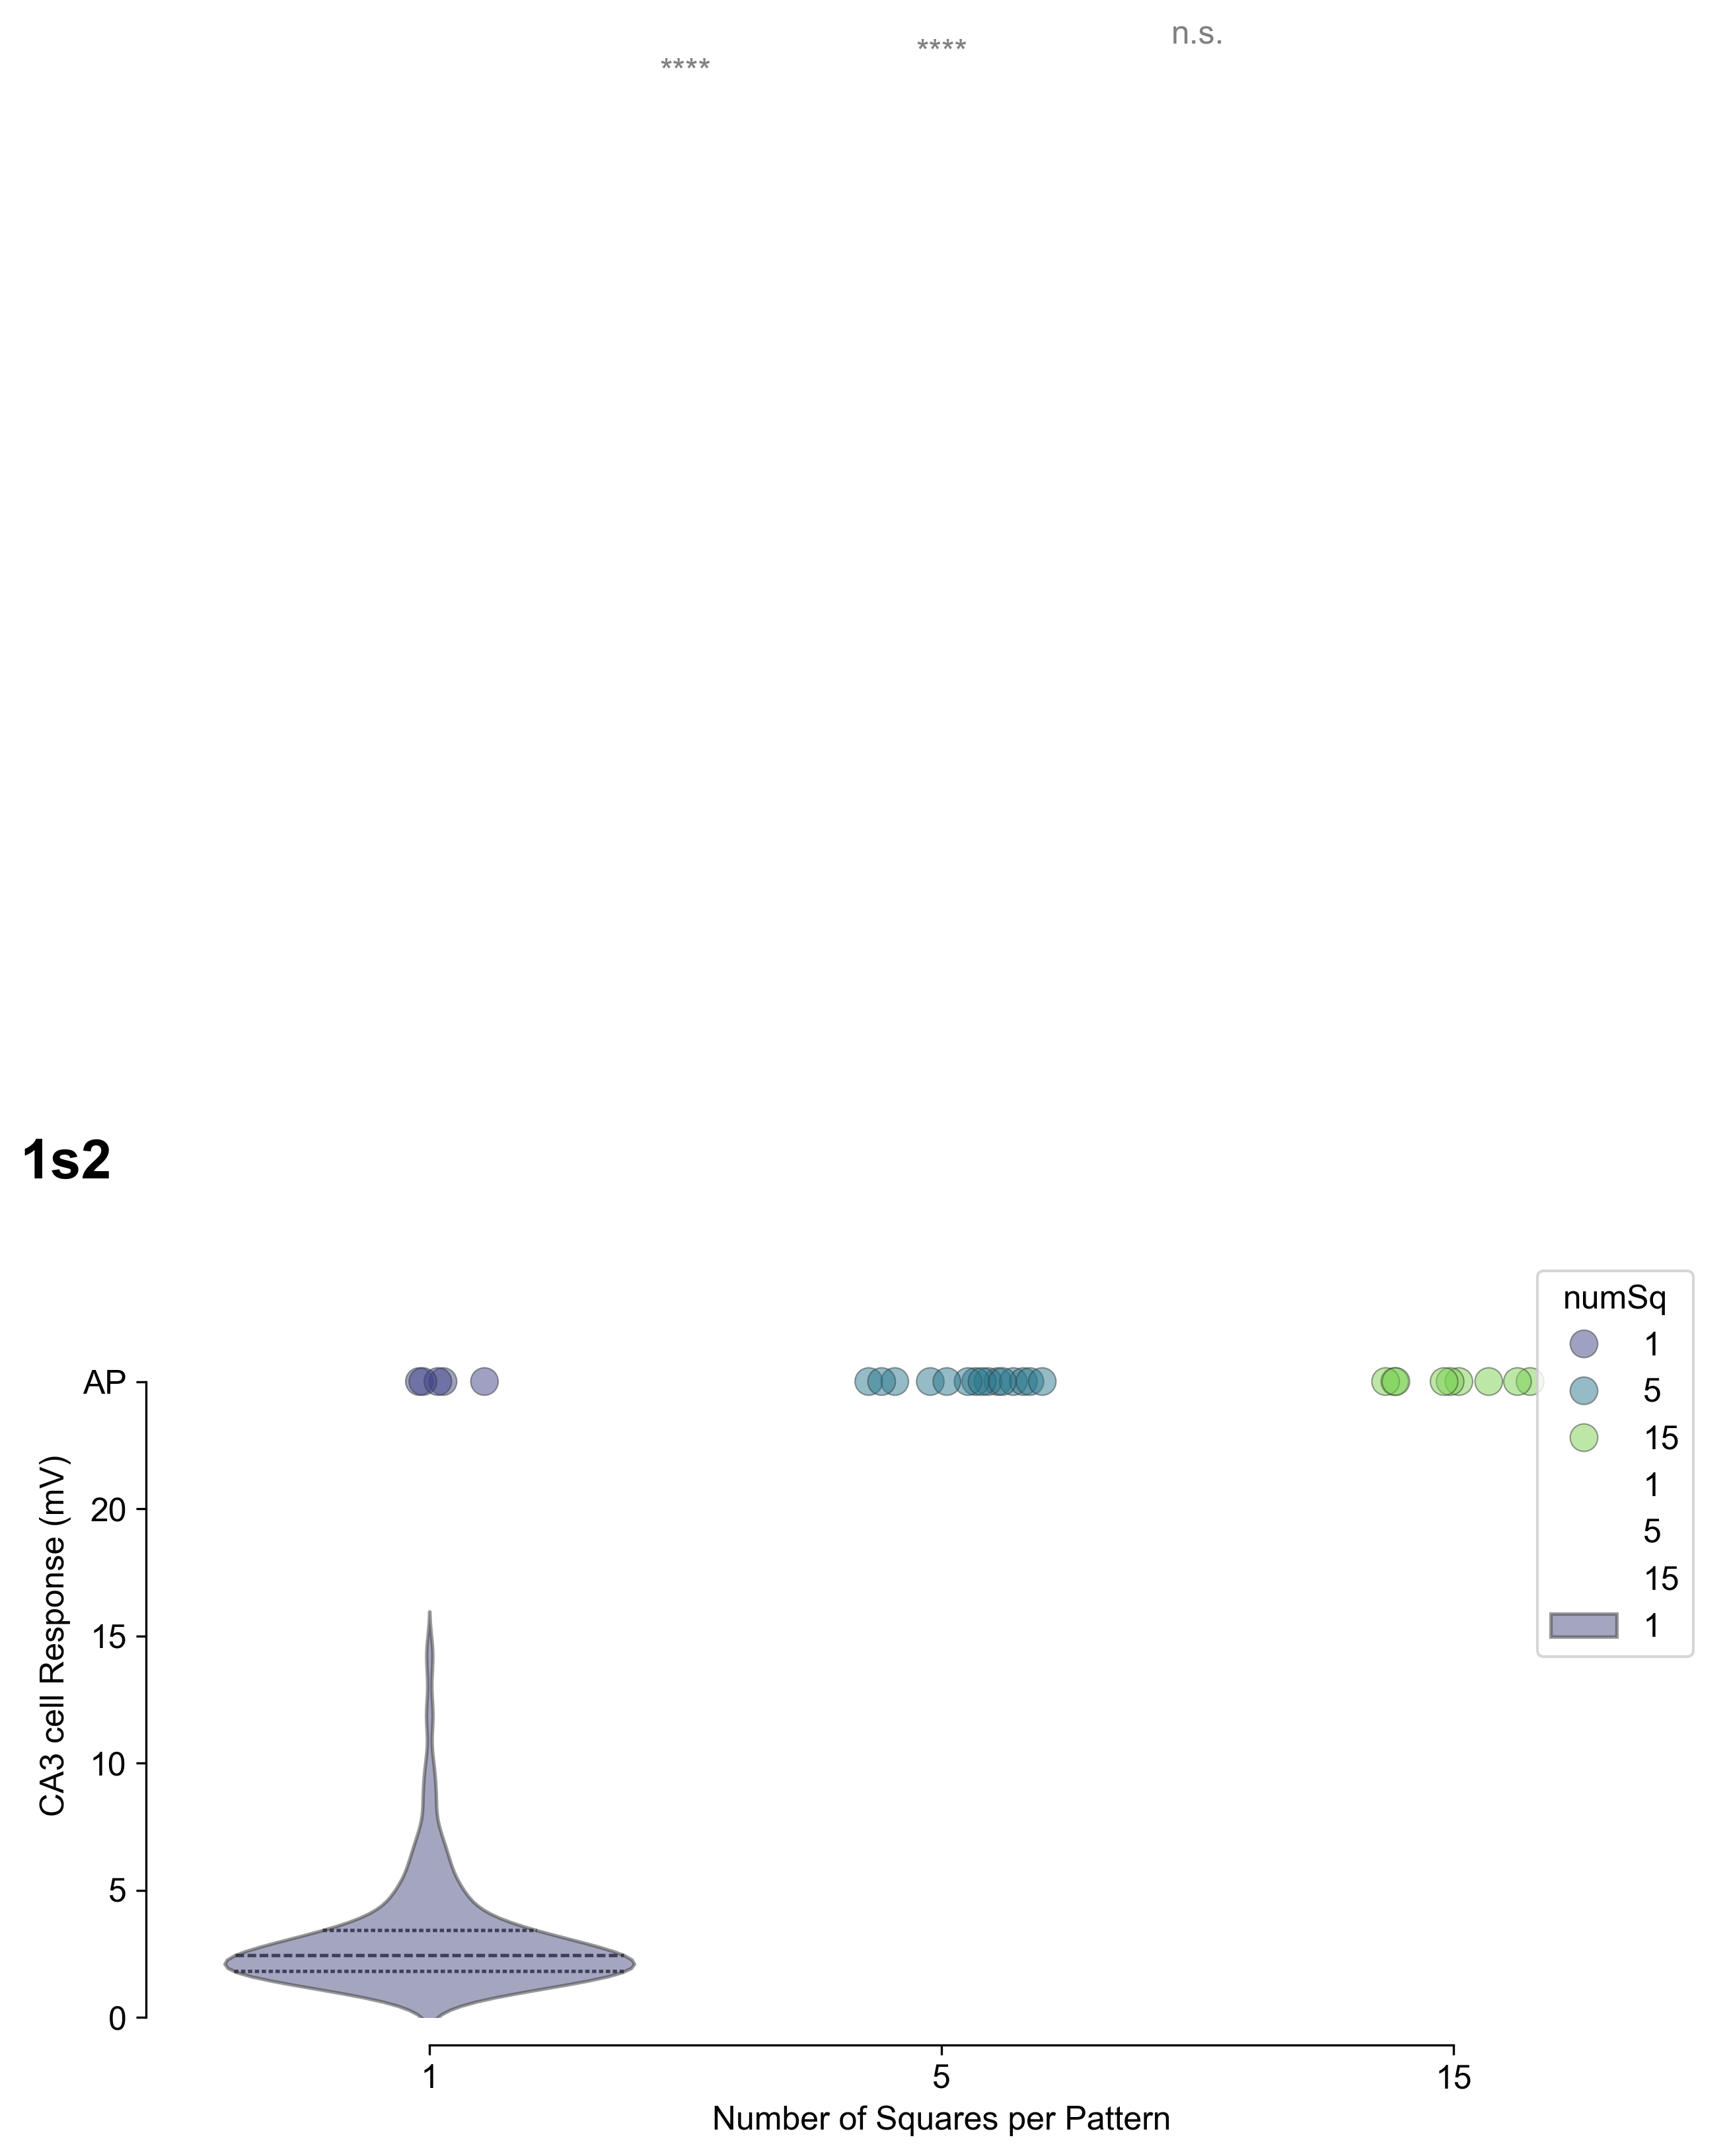 n.s.
****
****
1s2
numSq
1
5
15
1
5
15
1
AP
20
15
10
5
0
CA3 cell Response (mV)
1
5
15
Number of Squares per Pattern